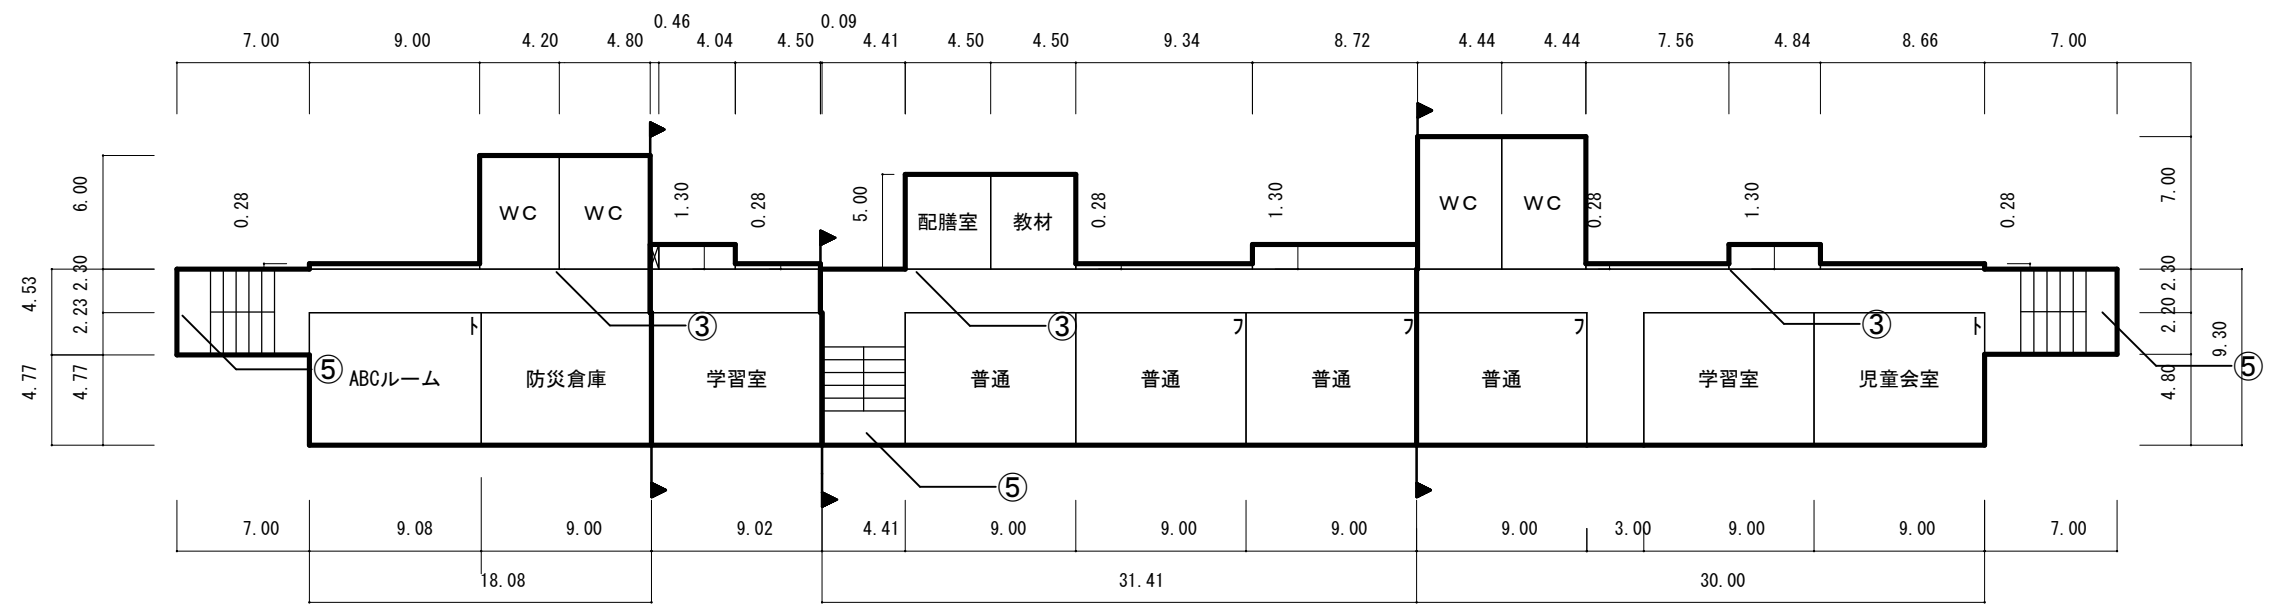 0.46 0.09
7.00 9.00 4.20 4.80 4.04 4.50 4.41 4.50 4.50 9.34 8.72 4.44 4.44 7.56 4.84 8.66 7.00
6.00 0.28 1.30 0.28 5.00 0.28 1.30 0.28 1.30 0.28 7.00
WC WC 配膳室 教材 WC WC
4.53 2.30 2.30
2.23 2.20 9.30
③ ③ ③
ト フ フ フ ト
⑤ ⑤
4.77 4.77 ABCルーム 防災倉庫 学習室 普通 普通 普通 普通 学習室 児童会室 4.80
⑤
7.00 9.08 9.00 9.02 4.41 9.00 9.00 9.00 9.00 3.00 9.00 9.00 7.00
18.08 31.41 30.00